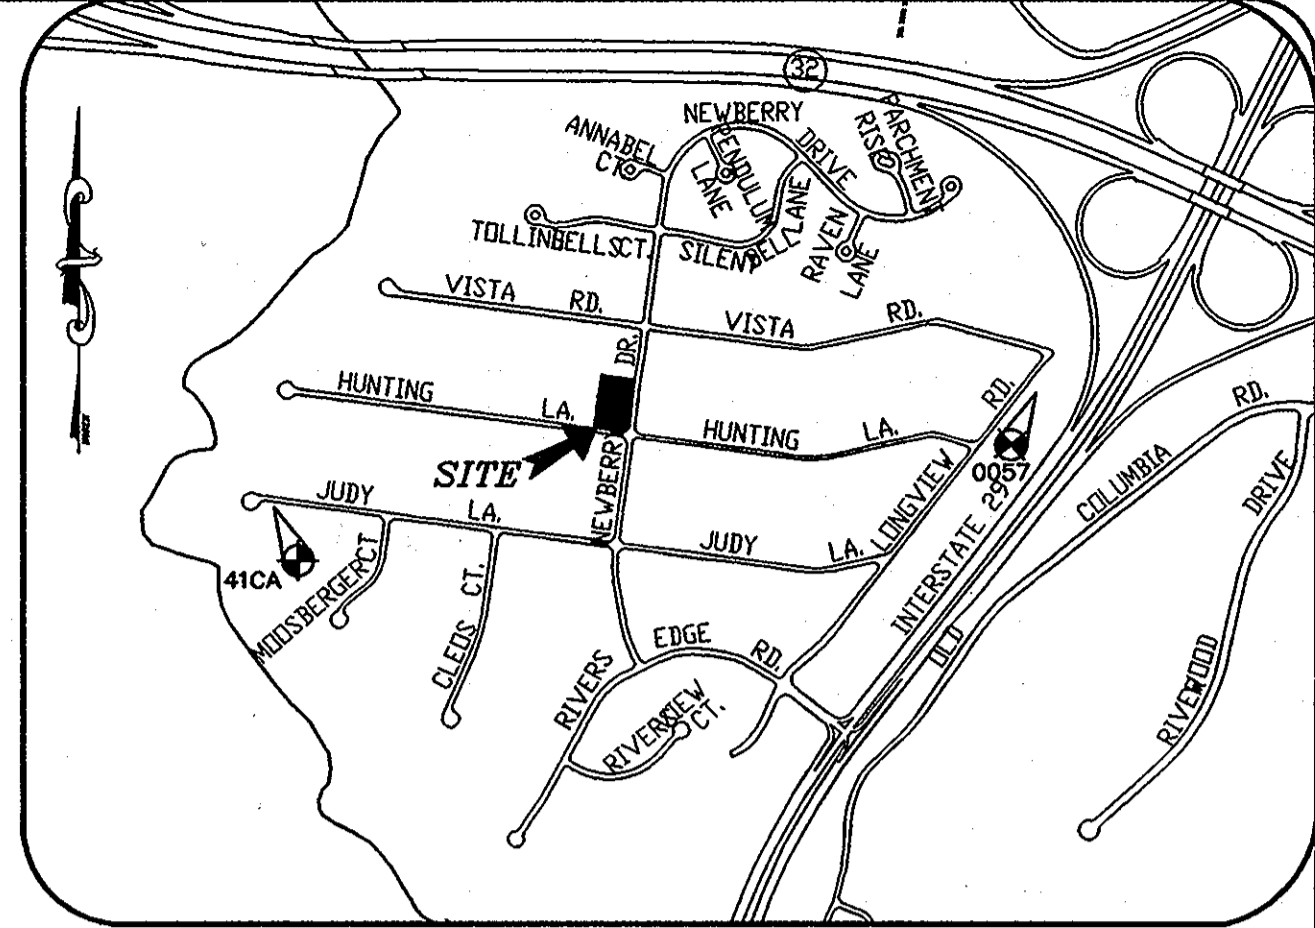 32
NEWBERRY
DRIVE
ANNABEL
CT.
PENDULUM
LANE
PARCHMENT
RISE
TOLLINBELLS CT.
SILENT BELL LANE
RAVEN
LANE
VISTA
RD.
VISTA
RD.
DR.
HUNTING
LA.
HUNTING
LA.
RD.
RD.
SITE
NEWBERRY
0057
LONGVIEW
COLUMBIA
DRIVE
JUDY
LA.
JUDY
LA.
INTERSTATE 295
41CA
MOOSBERGER CT
CLEOS
CT.
EDGE
RD.
OLD
RIVERS
RIVERVIEW
CT.
RIVERWOOD